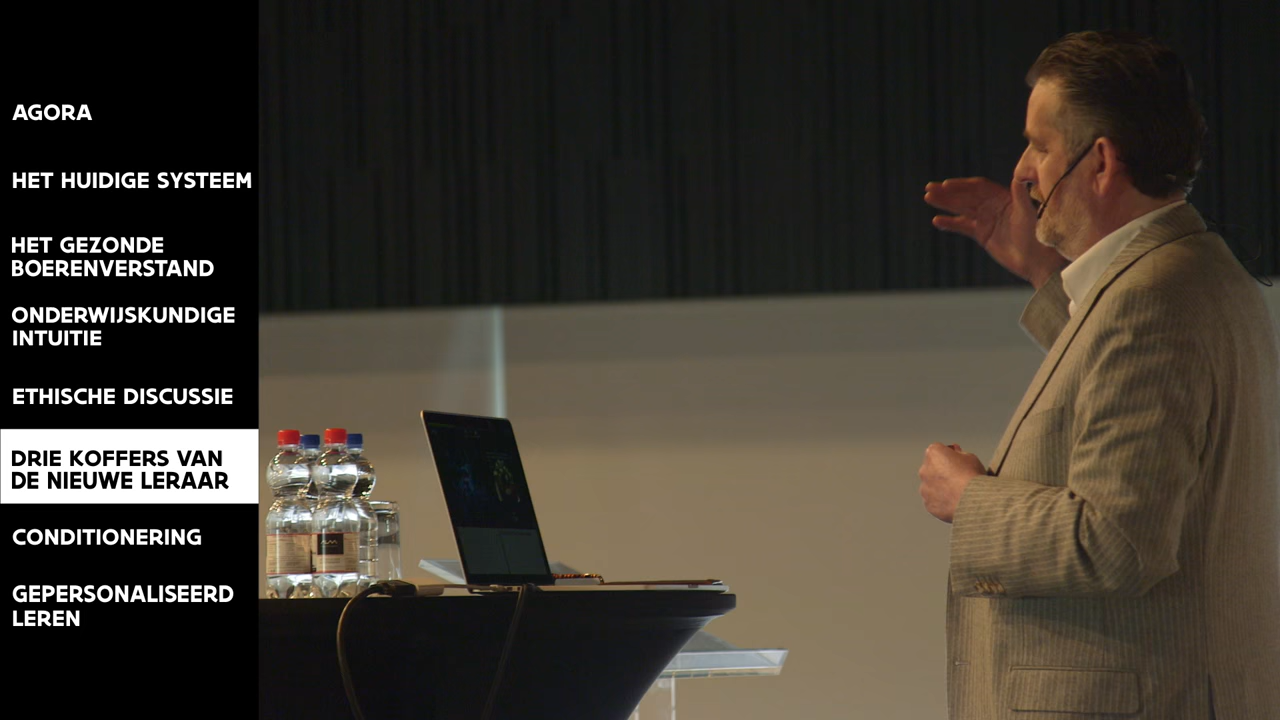 AGORA
HET HUIDIGE SYSTEEM
HET GEZONDE
BOERENVERSTAND
ONDERWIJSKUNDIGE
INTUITIE
ETHISCHE DISCUSSIE
DRIE KOFFERS VAN
DE NIEUWE LERAAR
CONDITIONERING
GEPERSONALISEERD
LEREN